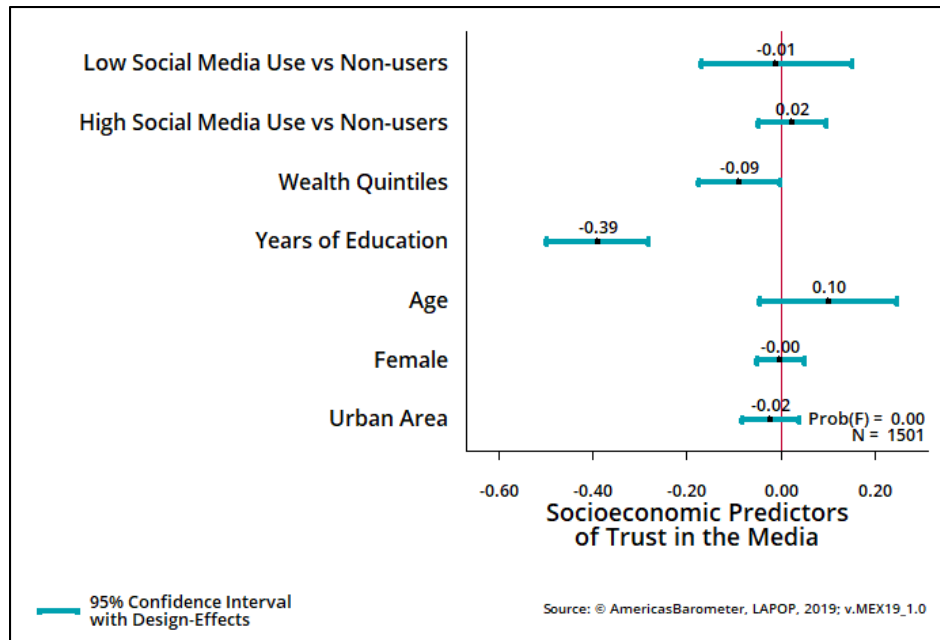 Low Social Media Use vs Non-users
-0.01
High Social Media Use vs Non-users
0.02
Wealth Quintiles
-0.09
Years of Education
-0.39
Age
0.10
Female
-0.00
Urban Area
-0.02
Prob(F) = 0.00
N = 1501
-0.60 -0.40 -0.20 0.00 0.20
Socioeconomic Predictors
of Trust in the Media
95% Confidence Interval
with Design-Effects
Source: © AmericasBarometer, LAPOP, 2019; v.MEX19_1.0